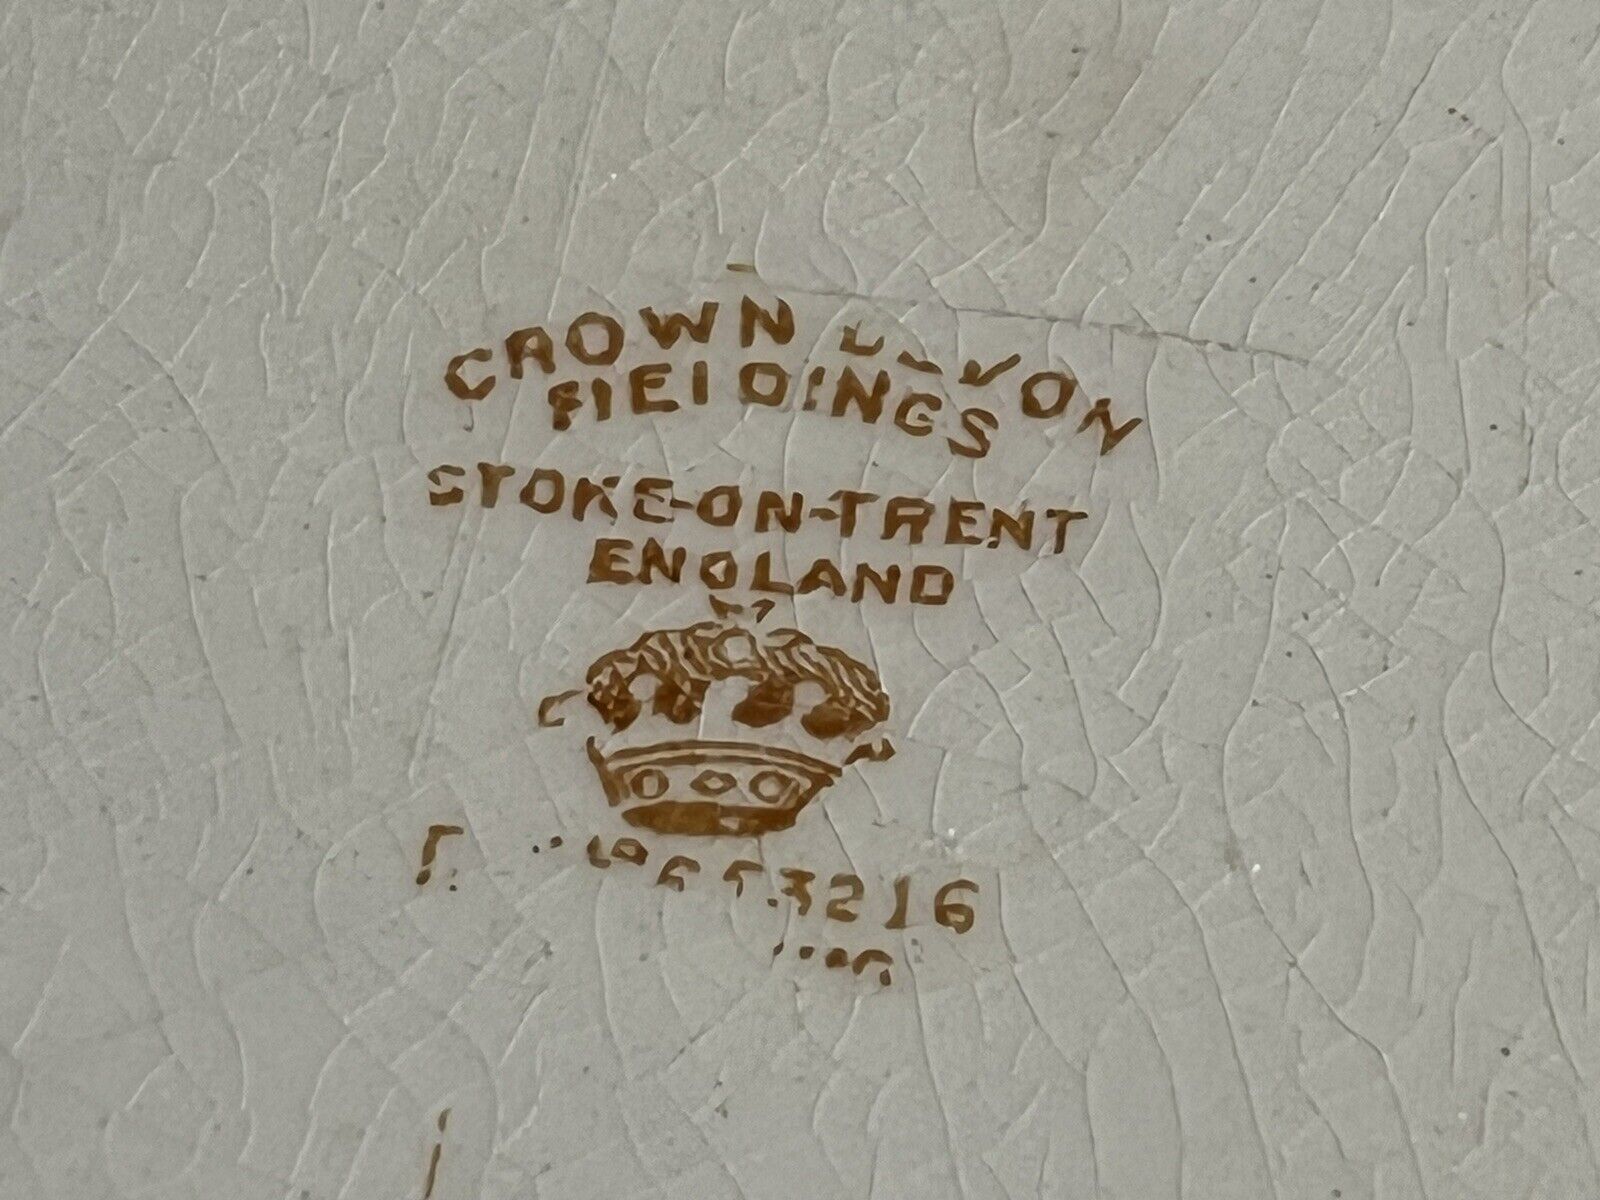 CROWN DEVON
FIELDINGS
STOKE-ON-TRENT
ENGLAND
3216